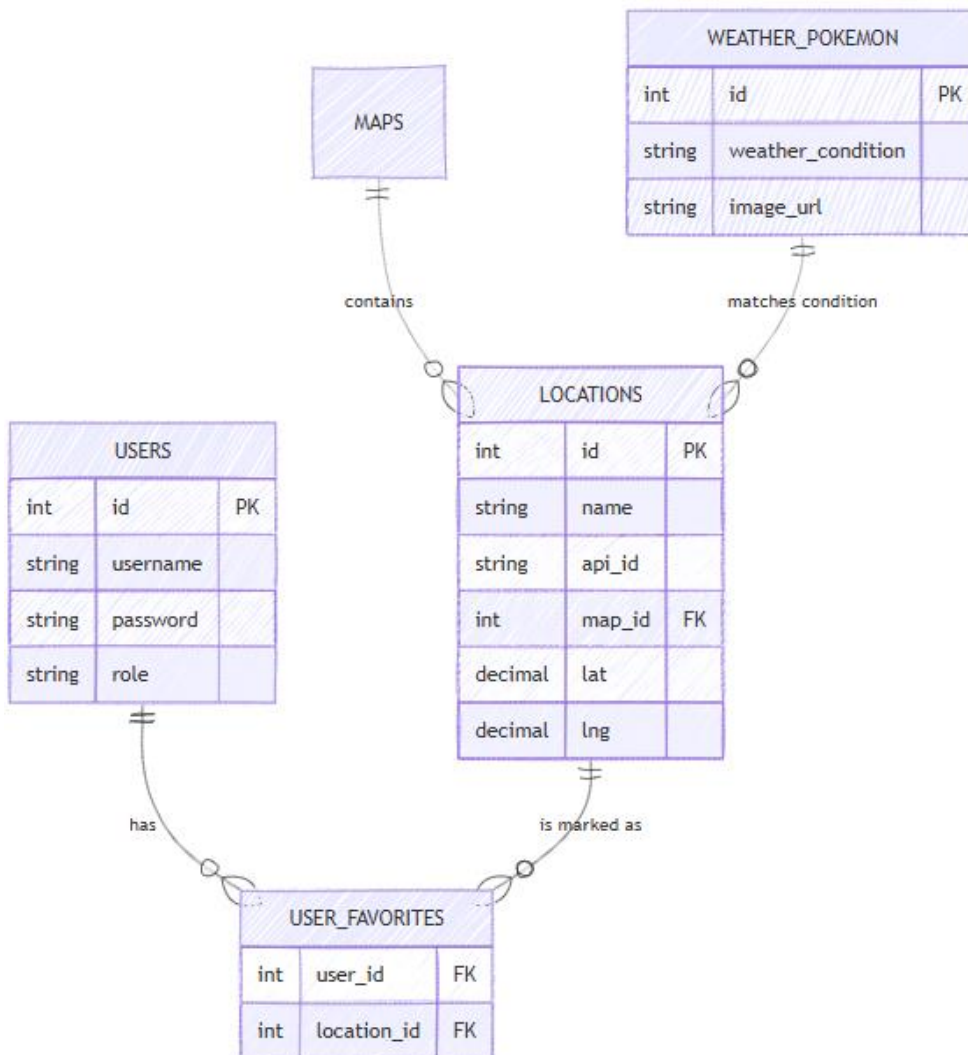 WEATHER_POKEMON
int id PK
string weather_condition
string image_url
MAPS
contains
matches condition
LOCATIONS
int id PK
string name
string api_id
int map_id FK
decimal lat
decimal lng
USERS
int id PK
string username
string password
string role
has
is marked as
USER_FAVORITES
int user_id FK
int location_id FK